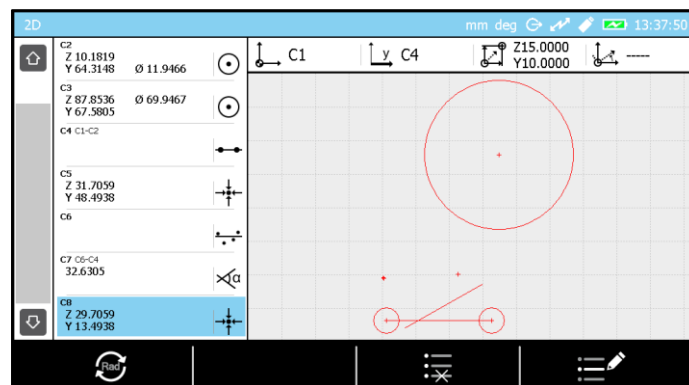 2D
mm deg
13:37:50
C1
y C4
Z15.0000
Y10.0000
-----
C2
Z 10.1819
Y 64.3148 Ø 11.9466
C3
Z 87.8536 Ø 69.9467
Y 67.5805
C4 C1-C2
C5
Z 31.7059
Y 48.4938
C6
C7 C6-C4
32.6305
α
C8
Z 29.7059
Y 13.4938
Rad